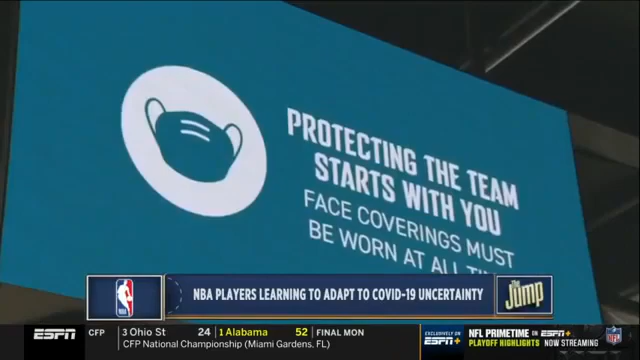 PROTECTING THE TEAM
STARTS WITH YOU
FACE COVERINGS MUST
BE WORN AT ALL
NBA PLAYERS LEARNING TO ADAPT TO COVID-19 UNCERTAINTY
The Jump
ESPN CFP 3 Ohio St 24 1 Alabama 52 FINAL MON
CFP National Championship (Miami Gardens, FL)
EXCLUSIVELY ON
ESPN+
NFL PRIMETIME ON ESPN+
PLAYOFF HIGHLIGHTS NOW STREAMING
NFL